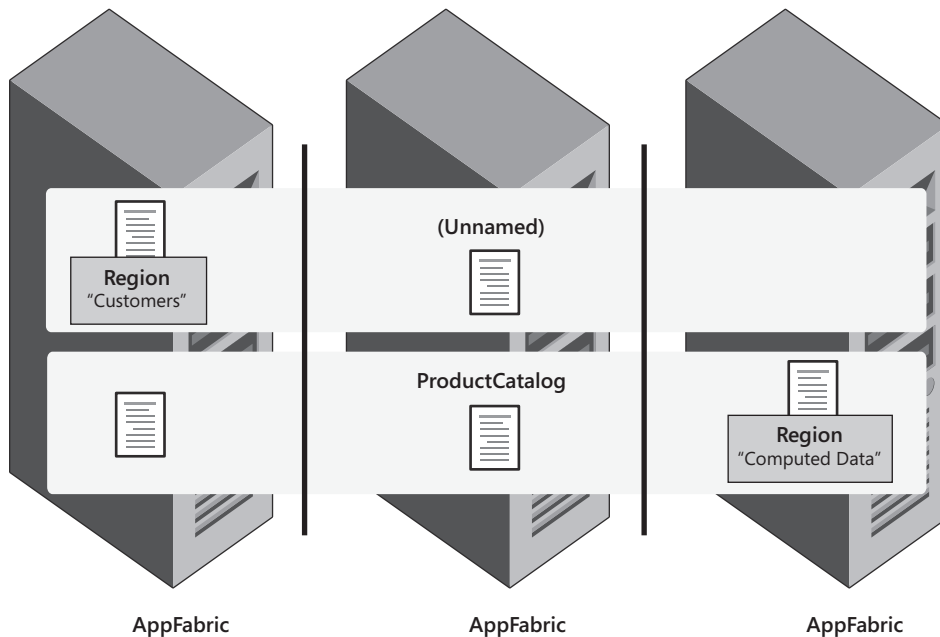 (Unnamed)
Region
“Customers”
ProductCatalog
Region
“Computed Data”
AppFabric
AppFabric
AppFabric